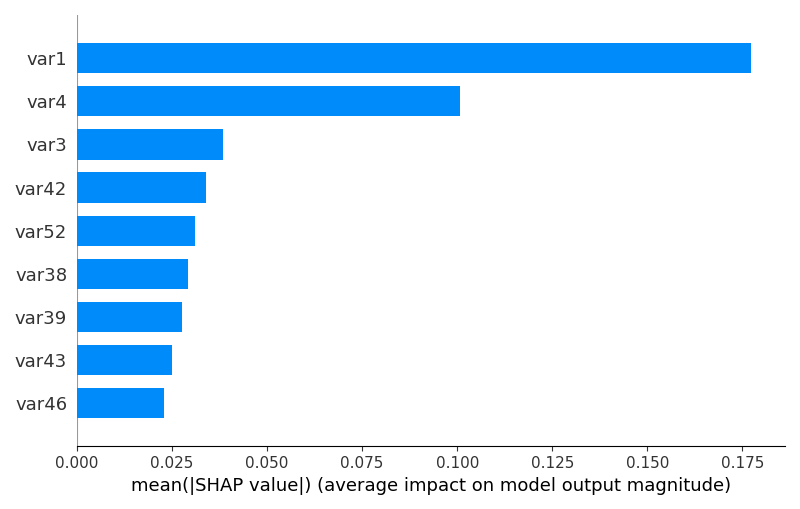 var1
var4
var3
var42
var52
var38
var39
var43
var46
0.000 0.025 0.050 0.075 0.100 0.125 0.150 0.175
mean(|SHAP value|) (average impact on model output magnitude)